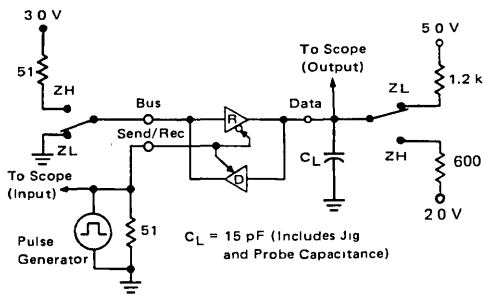 3 0 V
51
ZH
ZL
Bus
Send/Rec
To Scope
(Input)
Pulse
Generator
51
R
D
Data
To Scope
(Output)
CL
CL = 15 pF (Includes Jig
and Probe Capacitance)
5 0 V
1.2 k
ZL
ZH
600
2 0 V